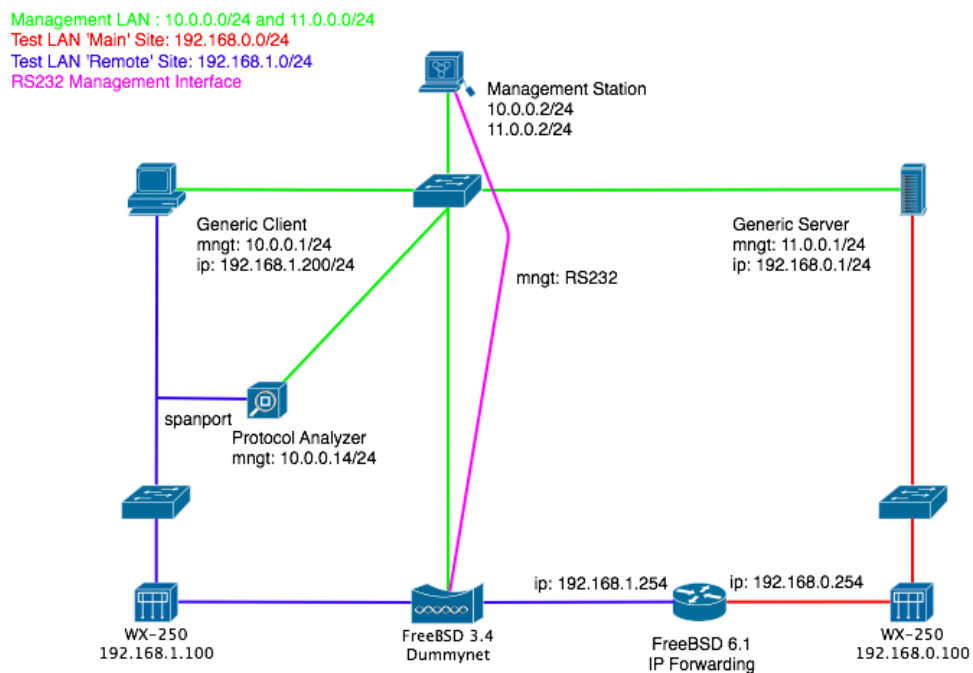 Management LAN : 10.0.0.0/24 and 11.0.0.0/24
Test LAN 'Main' Site: 192.168.0.0/24
Test LAN 'Remote' Site: 192.168.1.0/24
RS232 Management Interface
Management Station
10.0.0.2/24
11.0.0.2/24
Generic Client
mngt: 10.0.0.1/24
ip: 192.168.1.200/24
Generic Server
mngt: 11.0.0.1/24
ip: 192.168.0.1/24
mngt: RS232
spanport
Protocol Analyzer
mngt: 10.0.0.14/24
ip: 192.168.1.254
ip: 192.168.0.254
WX-250
192.168.1.100
FreeBSD 3.4
Dummynet
FreeBSD 6.1
IP Forwarding
WX-250
192.168.0.100